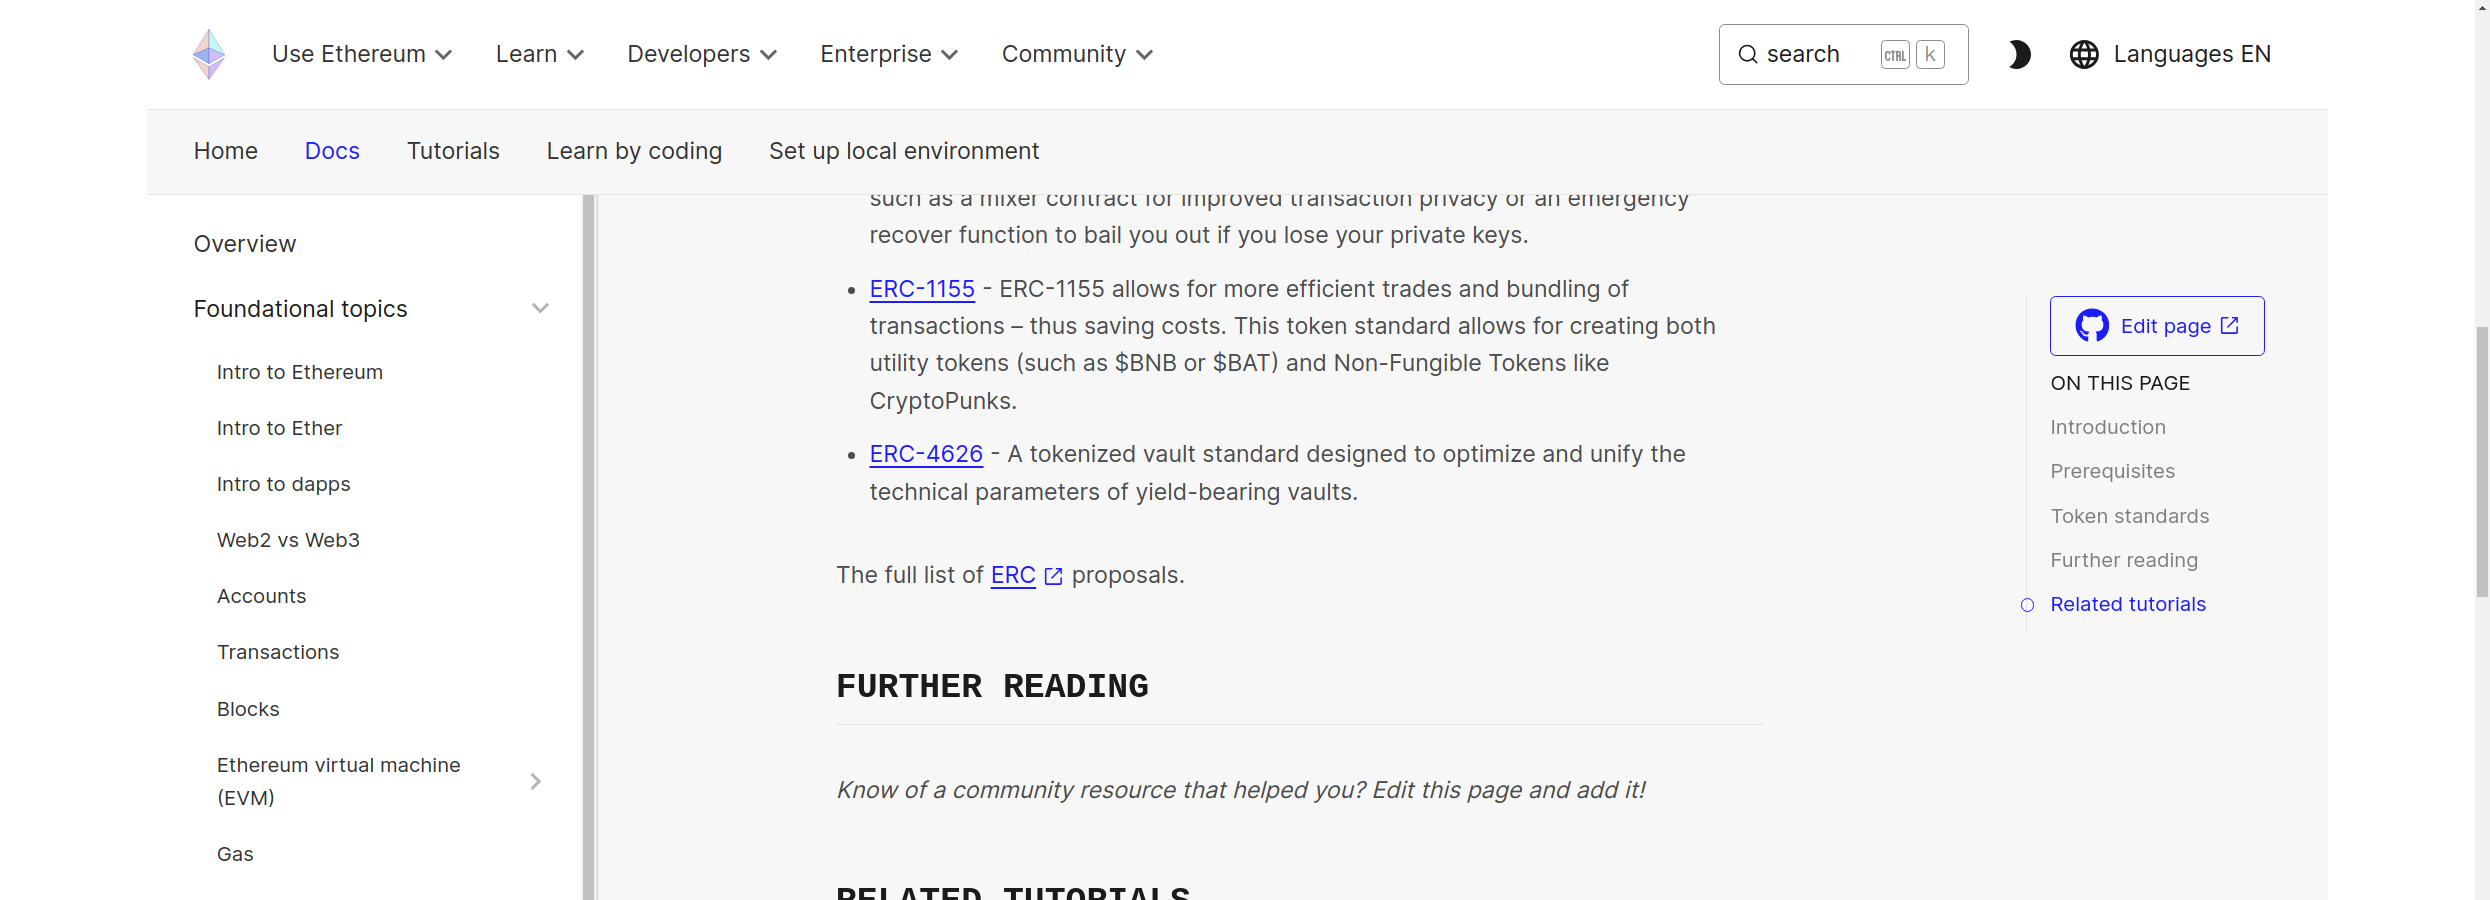 Use Ethereum Learn Developers Enterprise Community search CTRL k Languages EN
Home Docs Tutorials Learn by coding Set up local environment
Overview
Foundational topics
Intro to Ethereum
Intro to Ether
Intro to dapps
Web2 vs Web3
Accounts
Transactions
Blocks
Ethereum virtual machine
(EVM)
Gas
such as a mixer contract for improved transaction privacy or an emergency
recover function to bail you out if you lose your private keys.
• ERC-1155 - ERC-1155 allows for more efficient trades and bundling of
transactions – thus saving costs. This token standard allows for creating both
utility tokens (such as $BNB or $BAT) and Non-Fungible Tokens like
CryptoPunks.
• ERC-4626 - A tokenized vault standard designed to optimize and unify the
technical parameters of yield-bearing vaults.
The full list of ERC proposals.
FURTHER READING
Know of a community resource that helped you? Edit this page and add it!
RELATED TUTORIALS
Edit page
ON THIS PAGE
Introduction
Prerequisites
Token standards
Further reading
Related tutorials